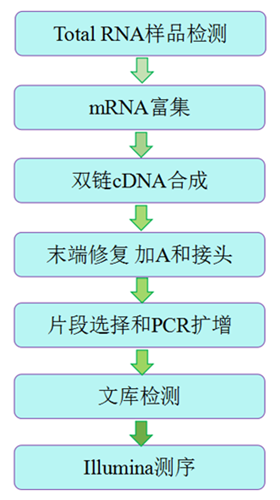 Total RNA样品检测
mRNA富集
双链cDNA合成
末端修复 加A和接头
片段选择和PCR扩增
文库检测
Illumina测序